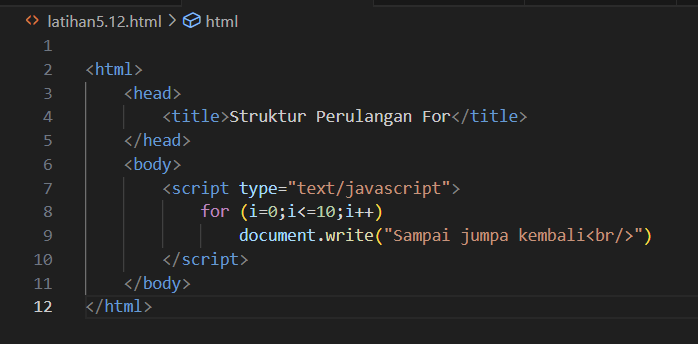 latihan5.12.html > html
1
2 <html>
3     <head>
4         <title>Struktur Perulangan For</title>
5     </head>
6     <body>
7         <script type="text/javascript">
8             for (i=0;i<=10;i++)
9                 document.write("Sampai jumpa kembali<br/>")
10         </script>
11     </body>
12 </html>